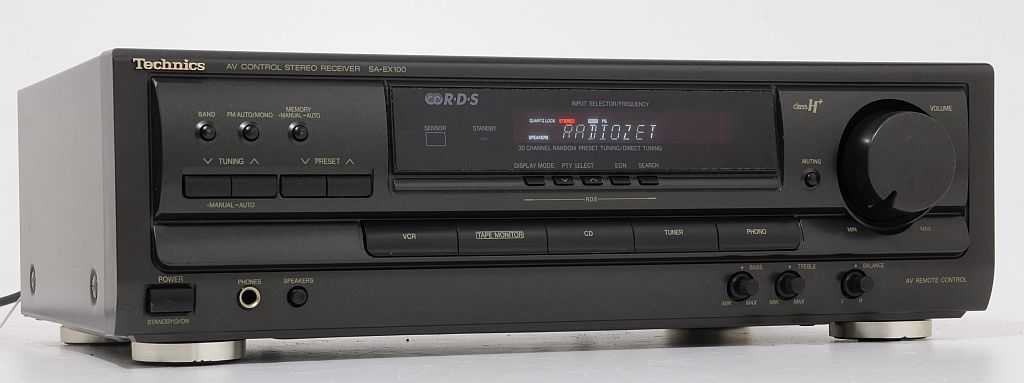 Technics AV CONTROL STEREO RECEIVER SA-EX100
R·D·S
INPUT SELECTOR/FREQUENCY
class H+
VOLUME
BAND FM AUTO/MONO MEMORY
-MANUAL-AUTO
SENSOR STANDBY
QUARTZ LOCK STEREO RDS PS
SPEAKERS RADIOZET
30 CHANNEL RANDOM PRESET TUNING/DIRECT TUNING
TUNING PRESET
DISPLAY MODE PTY SELECT EON SEARCH
MUTING
-MANUAL-AUTO
RDS
MIN MAX
VCR TAPE MONITOR CD TUNER PHONO
POWER PHONES SPEAKERS
BASS TREBLE BALANCE
AV REMOTE CONTROL
MIN MAX MIN MAX L R
STANDBY/ON